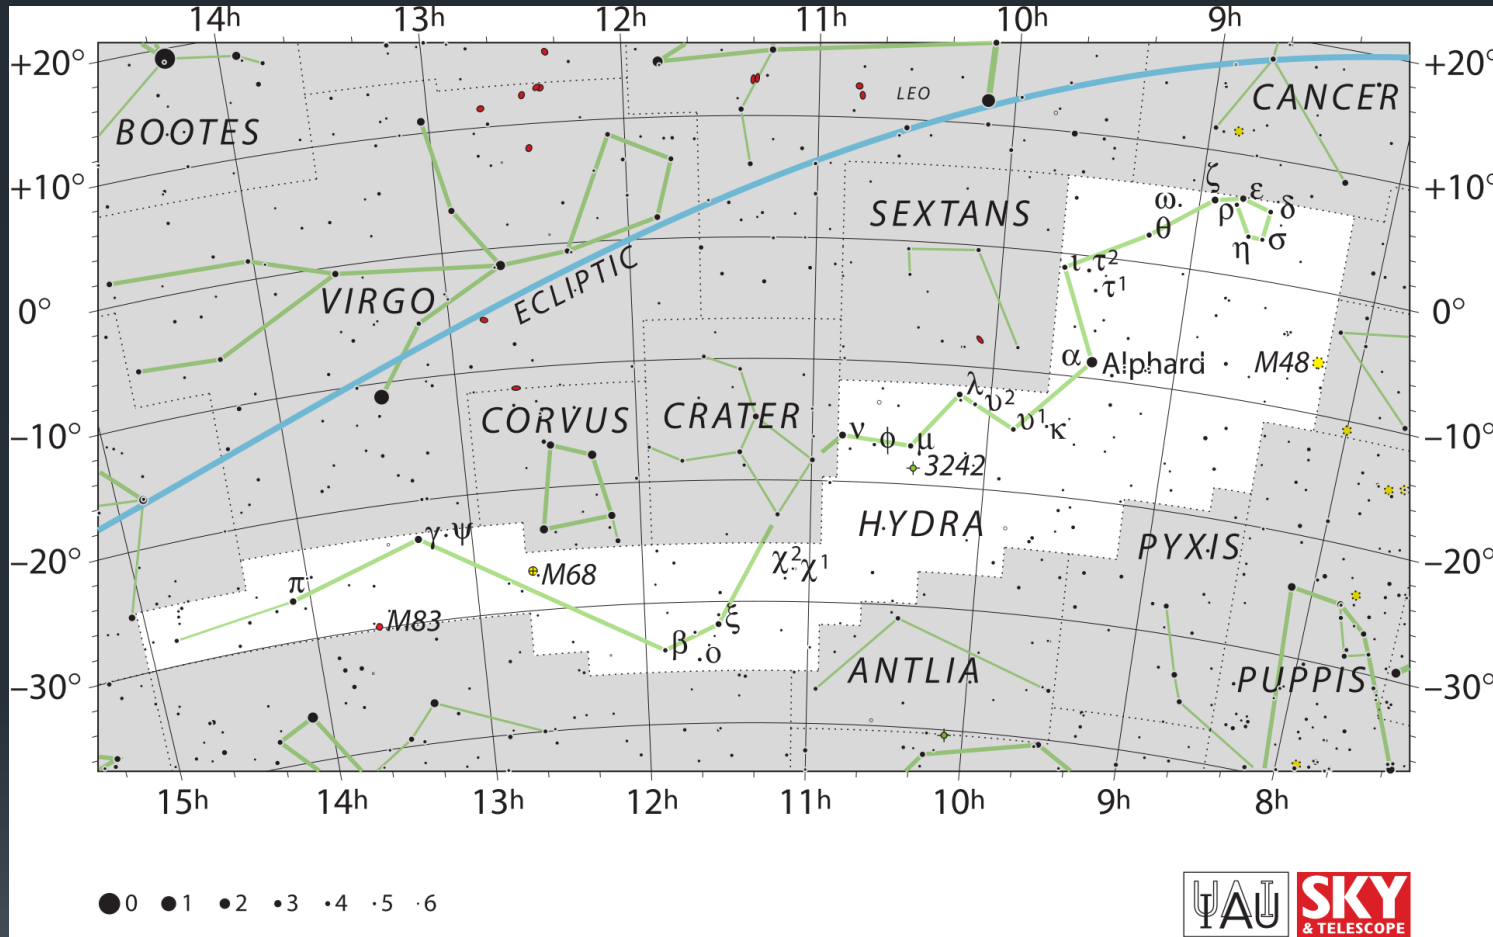 14h 13h 12h 11h 10h 9h
+20° +20°
LEO
CANCER
BOOTES
+10° +10°
ζ ε
ω ρ δ
SEXTANS
θ η σ
ι τ²
ECLIPTIC
VIRGO
τ¹
0° 0°
α Alphard M48
λ υ²
CORVUS CRATER
ν φ μ υ¹ κ
-10° -10°
3242
HYDRA
γ ψ
PYXIS
-20° -20°
χ² χ¹
M68
π
M83
ξ
β ο
ANTLIA
PUPPIS
-30° -30°
15h 14h 13h 12h 11h 10h 9h 8h
0 1 2 3 4 5 6
IAU
SKY
& TELESCOPE